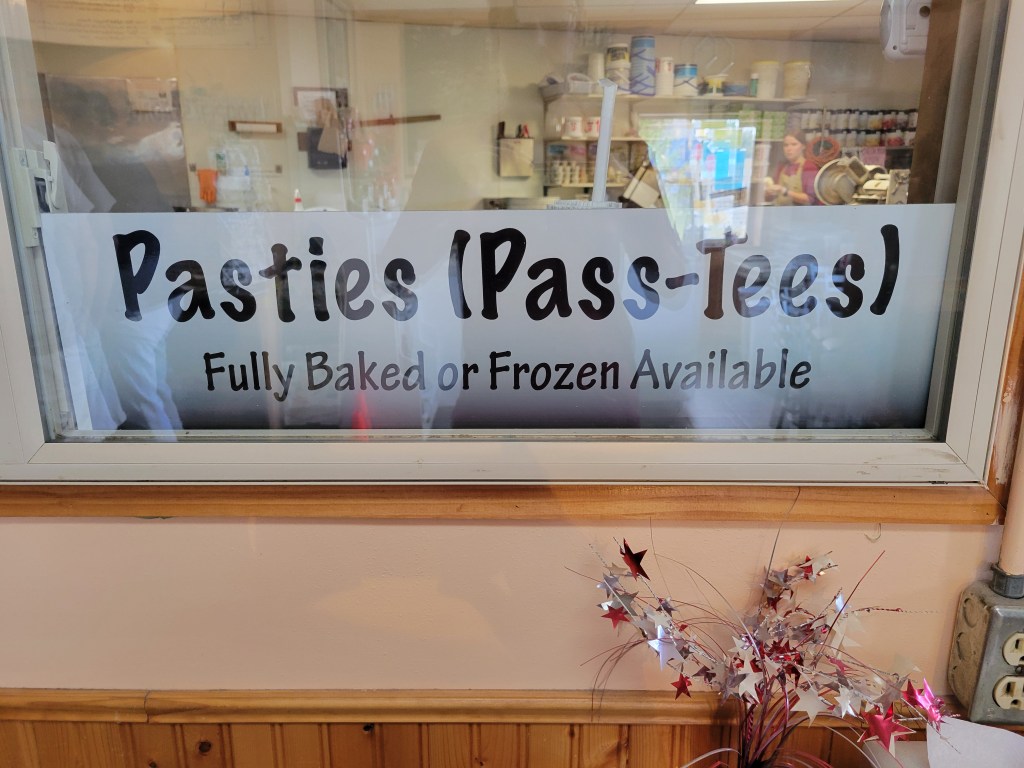 Pasties (Pass-Tees)
Fully Baked or Frozen Available